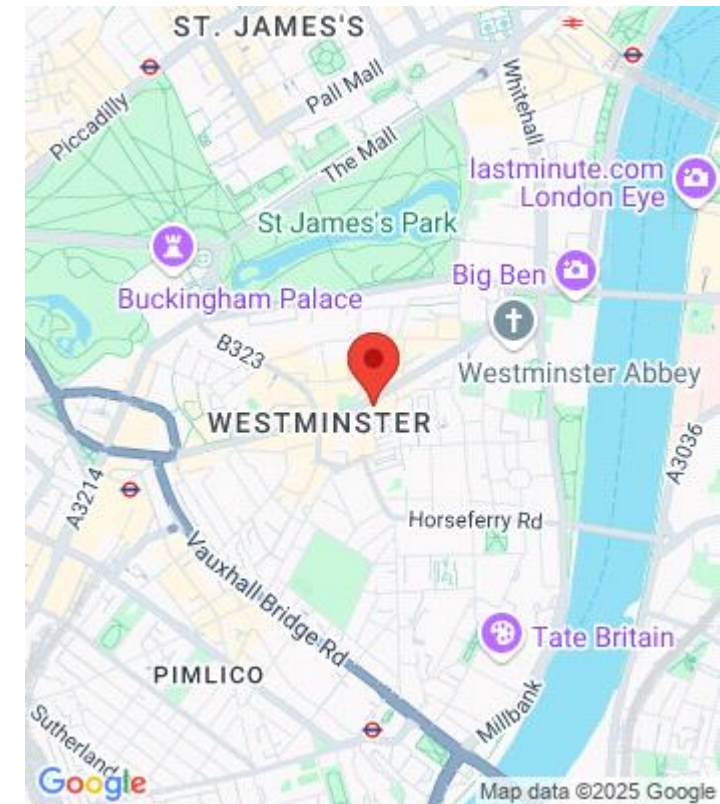 ST. JAMES'S
Pall Mall
Whitehall
Piccadilly
The Mall
lastminute.com
London Eye
St James's Park
Big Ben
Buckingham Palace
B323
Westminster Abbey
WESTMINSTER
A3036
A3214
Horseferry Rd
Vauxhall Bridge Rd
Tate Britain
PIMLICO
Millbank
Sutherland
Google
Map data ©2025 Google